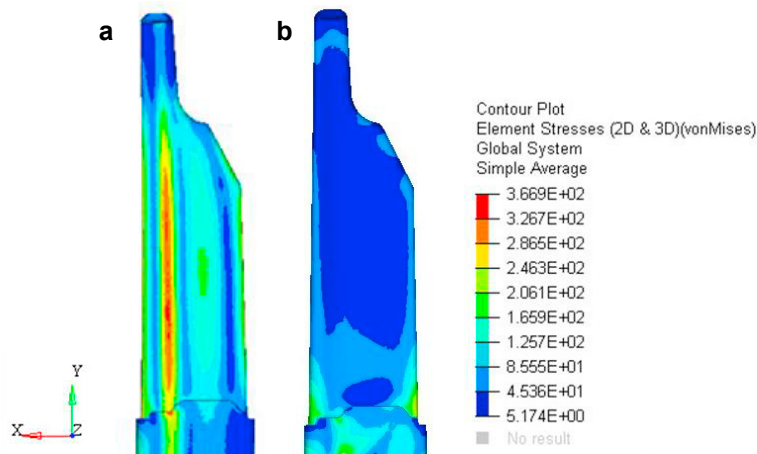 a
b
Contour Plot
Element Stresses (2D & 3D)(vonMises)
Global System
Simple Average
3.669E+02
3.267E+02
2.865E+02
2.463E+02
2.061E+02
1.659E+02
1.257E+02
8.555E+01
4.536E+01
5.174E+00
No result
Y
X
Z